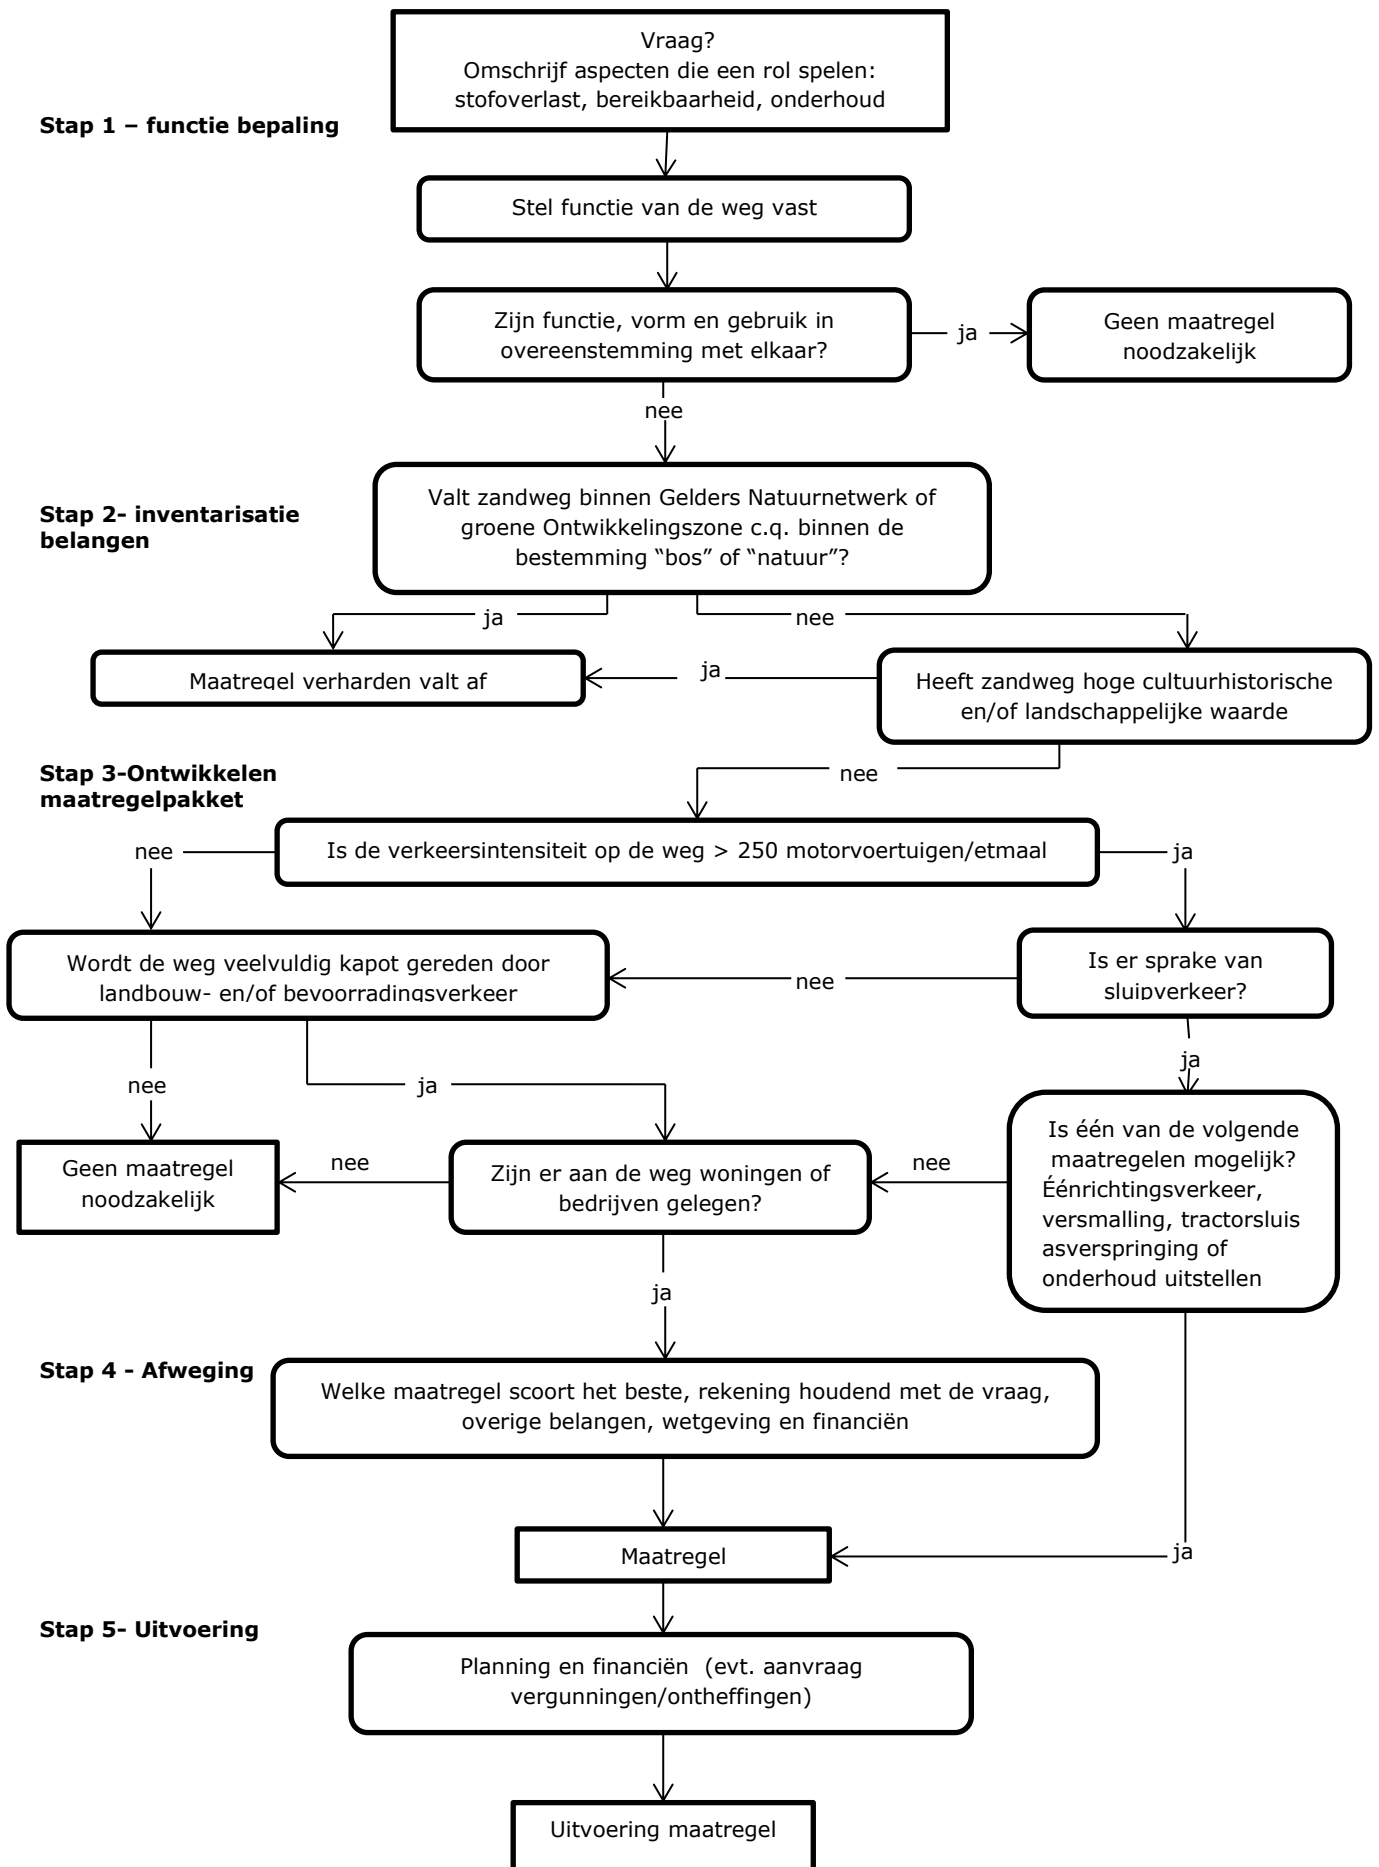 Vraag?
Omschrijf aspecten die een rol spelen:
stofoverlast, bereikbaarheid, onderhoud
Stap 1 – functie bepaling
Stel functie van de weg vast
Zijn functie, vorm en gebruik in
overeenstemming met elkaar?
ja
Geen maatregel
noodzakelijk
nee
Stap 2- inventarisatie
belangen
Valt zandweg binnen Gelders Natuurnetwerk of
groene Ontwikkelingszone c.q. binnen de
bestemming “bos” of “natuur”?
ja
nee
Maatregel verharden valt af
ja
Heeft zandweg hoge cultuurhistorische
en/of landschappelijke waarde
Stap 3-Ontwikkelen
maatregelpakket
nee
nee
Is de verkeersintensiteit op de weg > 250 motorvoertuigen/etmaal
ja
Wordt de weg veelvuldig kapot gereden door
landbouw- en/of bevoorradingsverkeer
nee
Is er sprake van
sluipverkeer?
nee
ja
ja
Geen maatregel
noodzakelijk
nee
Zijn er aan de weg woningen of
bedrijven gelegen?
nee
Is één van de volgende
maatregelen mogelijk?
Éénrichtingsverkeer,
versmalling, tractorsluis
asverspringing of
onderhoud uitstellen
ja
Stap 4 - Afweging
Welke maatregel scoort het beste, rekening houdend met de vraag,
overige belangen, wetgeving en financiën
Maatregel
ja
Stap 5- Uitvoering
Planning en financiën (evt. aanvraag
vergunningen/ontheffingen)
Uitvoering maatregel